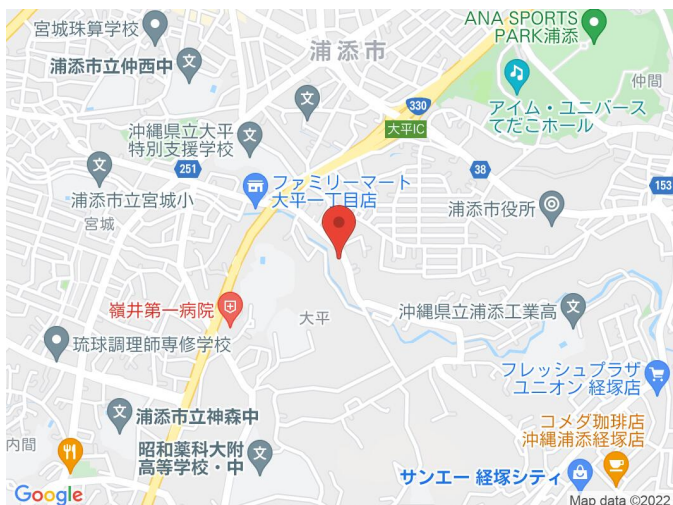 宮城珠算学校
浦添市立仲西中
浦添市
ANA SPORTS
PARK浦添
仲間
アイム・ユニバース
てだこホール
330
大平IC
沖縄県立大平
特別支援学校
251
浦添市立宮城小
宮城
ファミリーマート
大平一丁目店
38
153
浦添市役所
嶺井第一病院
大平
沖縄県立浦添工業高
琉球調理師専修学校
フレッシュプラザ
ユニオン 経塚店
浦添市立神森中
内間
昭和薬科大附
高等学校・中
コメダ珈琲店
沖縄浦添経塚店
サンエー 経塚シティ
Google
Map data ©2022